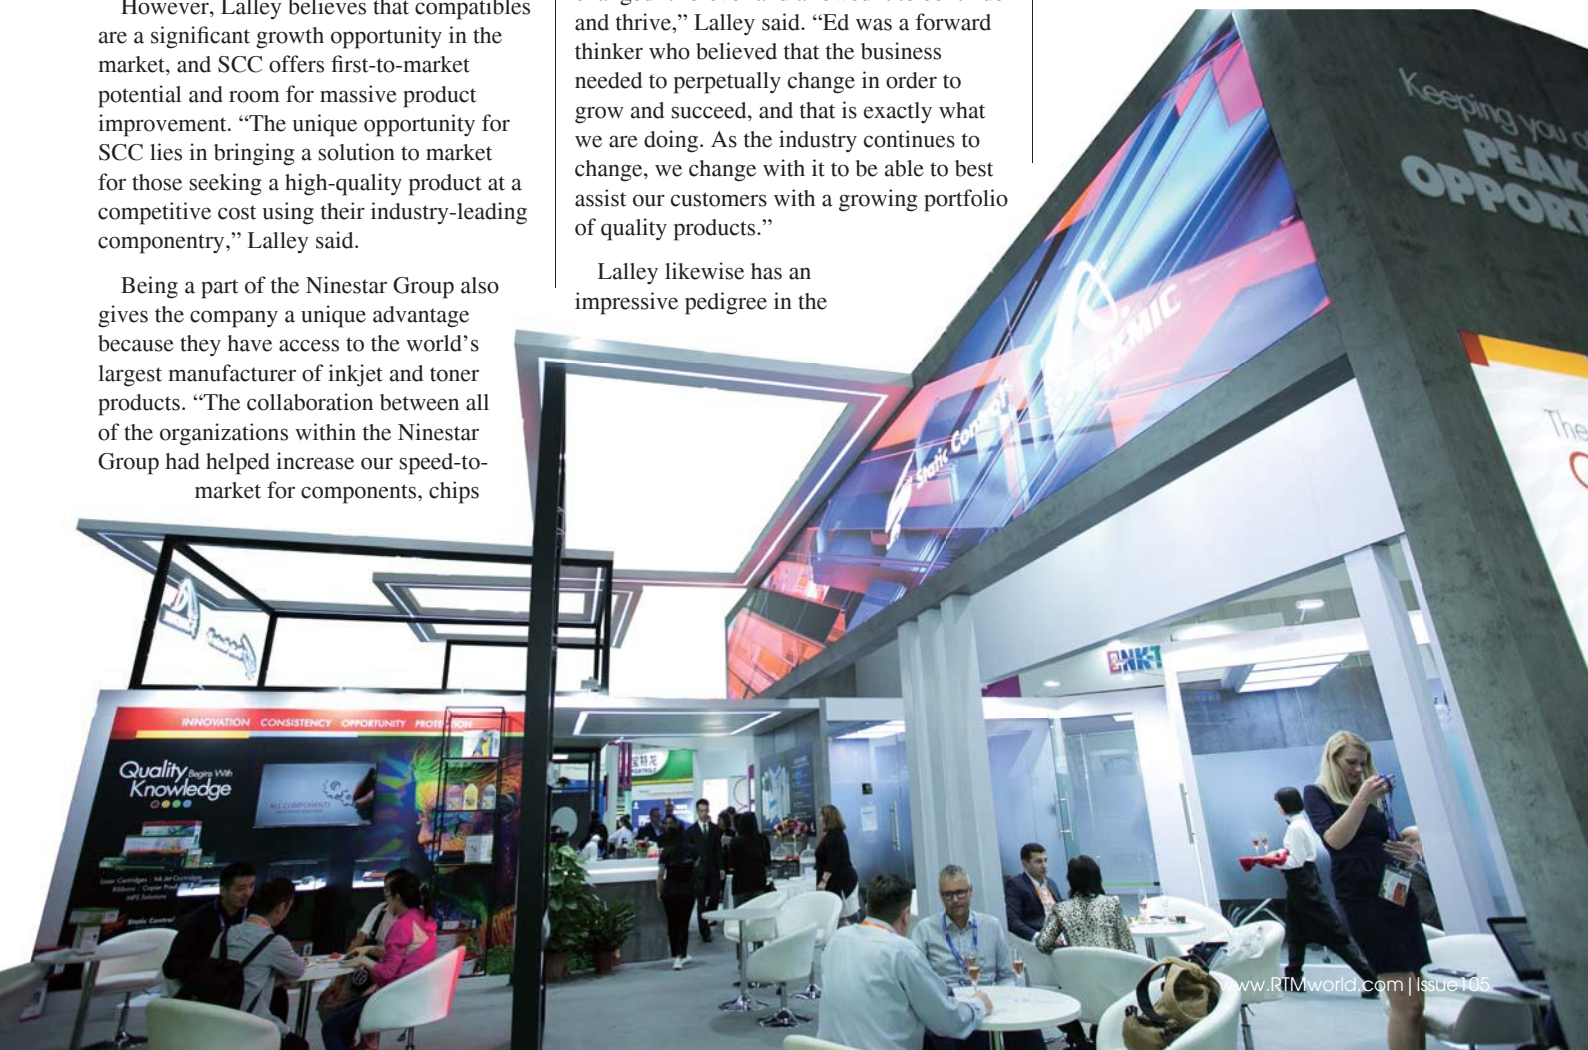 However, Lalley believes that compatibles
are a significant growth opportunity in the
market, and SCC offers first-to-market
potential and room for massive product
improvement. “The unique opportunity for
SCC lies in bringing a solution to market
for those seeking a high-quality product at a
competitive cost using their industry-leading
componentry,” Lalley said.
Being a part of the Ninestar Group also
gives the company a unique advantage
because they have access to the world’s
largest manufacturer of inkjet and toner
products. “The collaboration between all
of the organizations within the Ninestar
Group had helped increase our speed-to-
market for components, chips
and thrive,” Lalley said. “Ed was a forward
thinker who believed that the business
needed to perpetually change in order to
grow and succeed, and that is exactly what
we are doing. As the industry continues to
change, we change with it to be able to best
assist our customers with a growing portfolio
of quality products.”
Lalley likewise has an
impressive pedigree in the
Keeping you
PEAK
OPPORT
The
APEXMIC
Static Control
INNOVATION CONSISTENCY OPPORTUNITY PROTECTION
Quality Begins With
Knowledge
ALL COMPONENTS
Static Control
www.RTMworld.com | Issue105